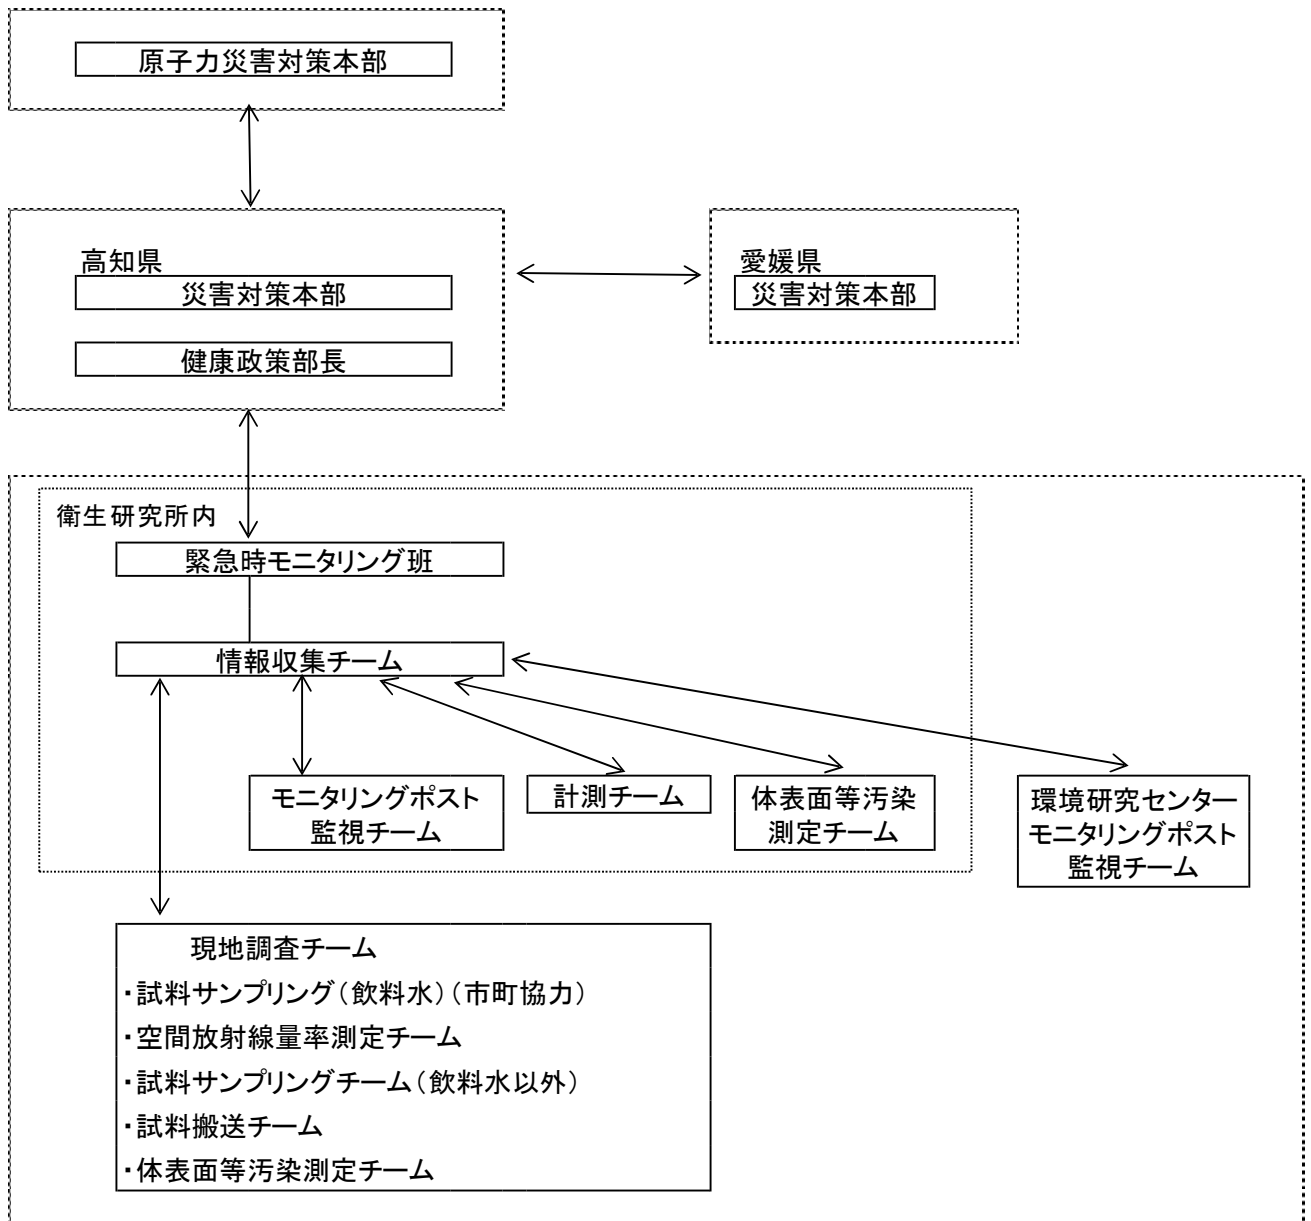 原子力災害対策本部
高知県
災害対策本部
健康政策部長
愛媛県
災害対策本部
衛生研究所内
緊急時モニタリング班
情報収集チーム
モニタリングポスト
監視チーム
計測チーム
体表面等汚染
測定チーム
環境研究センター
モニタリングポスト
監視チーム
現地調査チーム
・試料サンプリング（飲料水）（市町協力）
・空間放射線量率測定チーム
・試料サンプリングチーム（飲料水以外）
・試料搬送チーム
・体表面等汚染測定チーム